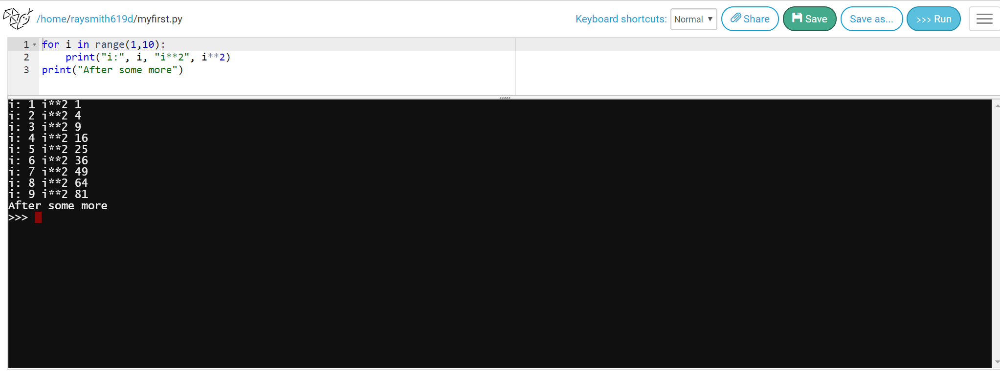 /home/raysmith619d/myfirst.py Keyboard shortcuts: Normal Share Save Save as... >>> Run
1 for i in range(1,10):
2     print("i:", i, "i**2", i**2)
3 print("After some more")
i: 1 i**2 1
i: 2 i**2 4
i: 3 i**2 9
i: 4 i**2 16
i: 5 i**2 25
i: 6 i**2 36
i: 7 i**2 49
i: 8 i**2 64
i: 9 i**2 81
After some more
>>>